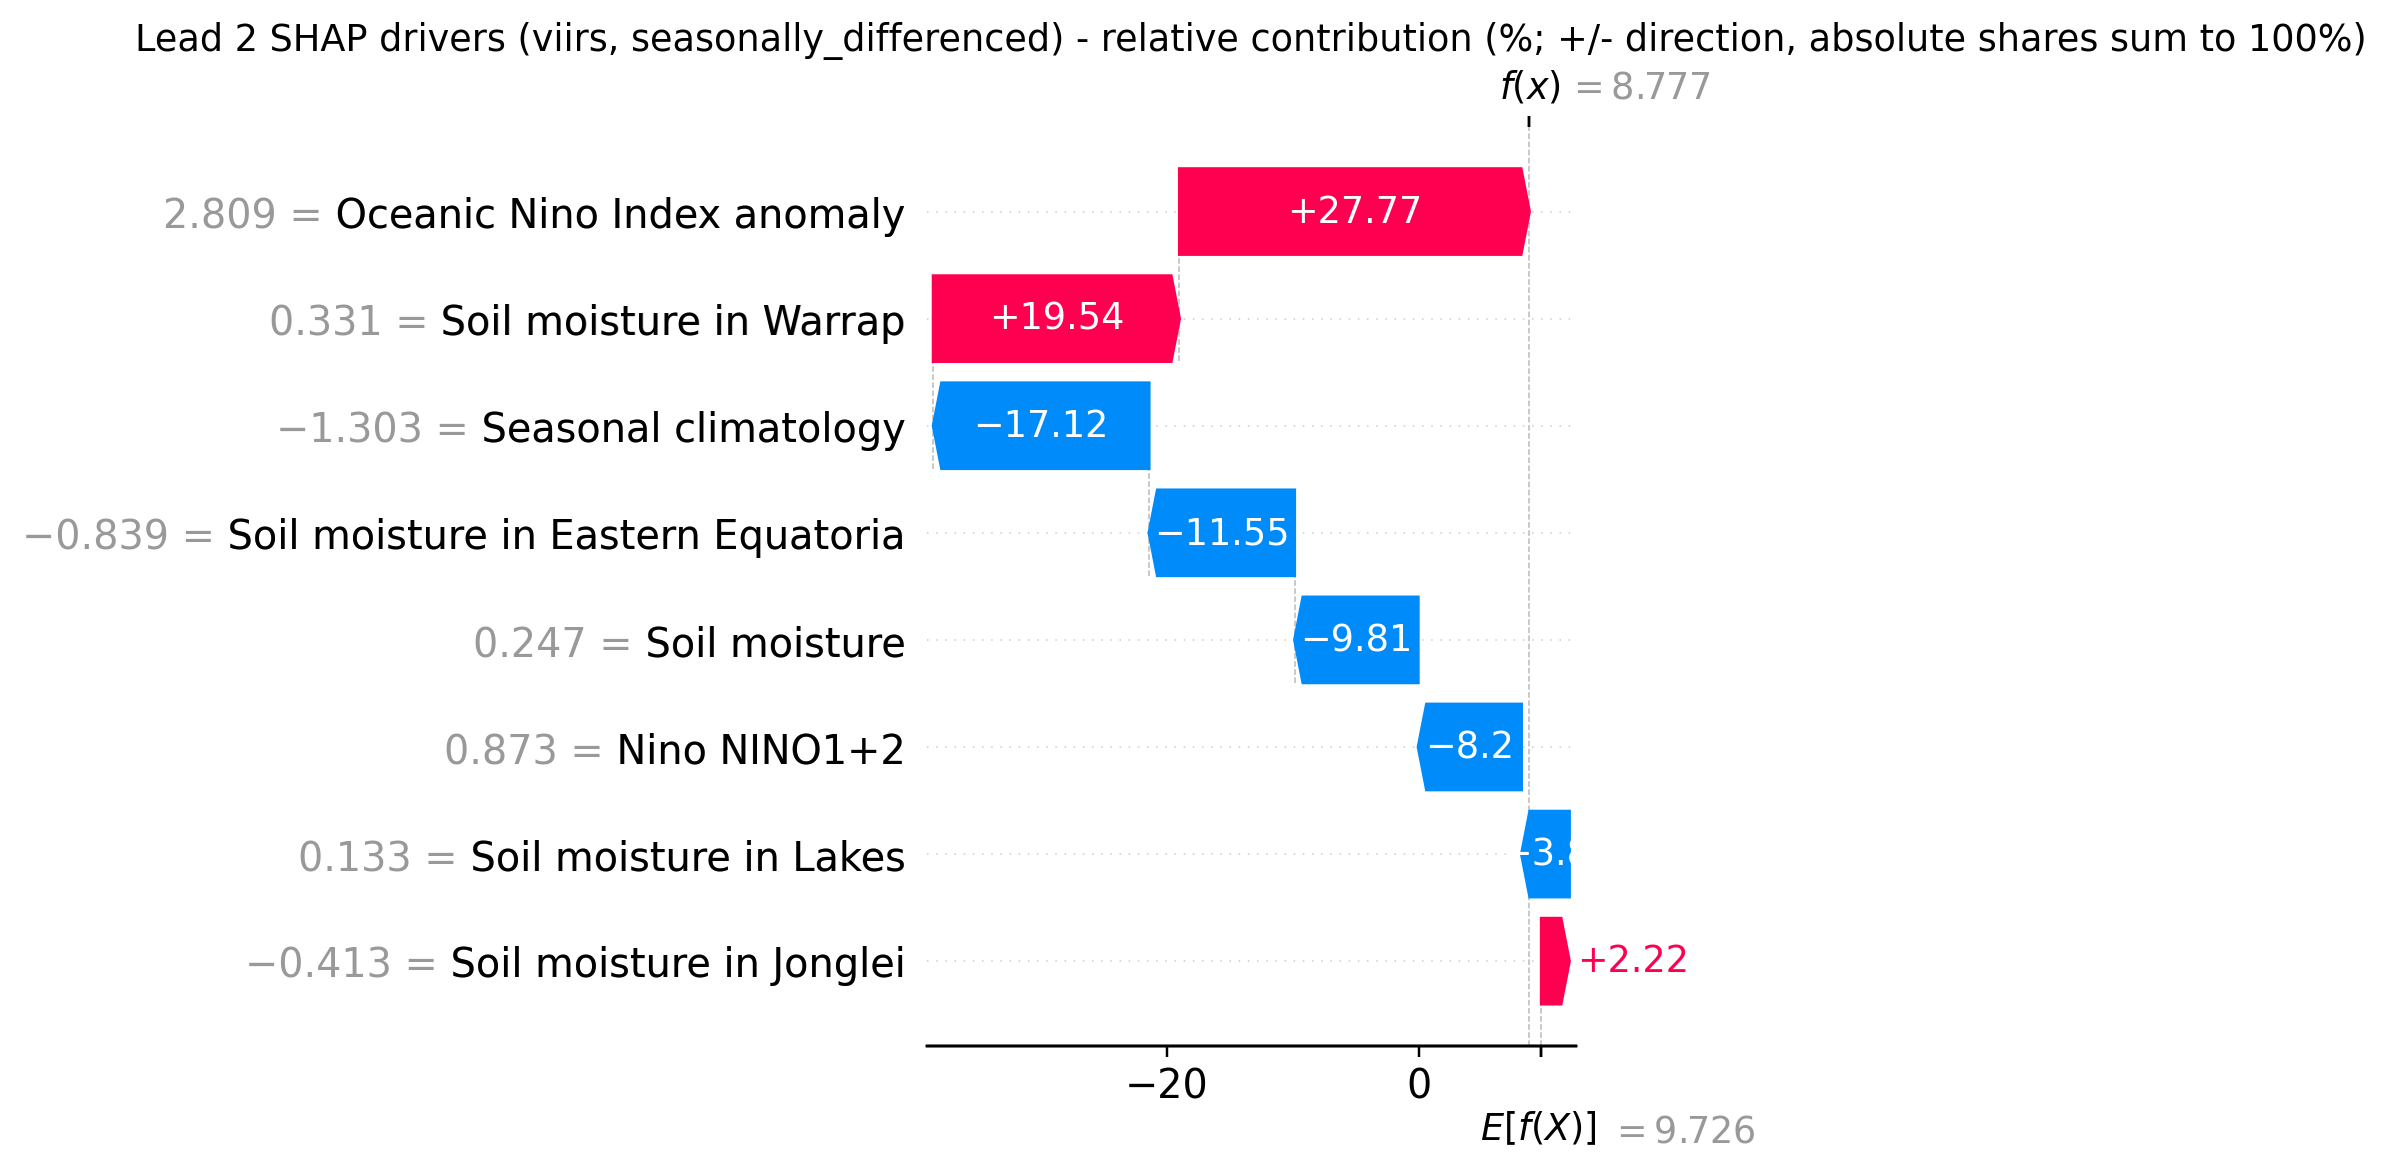 Lead 2 SHAP drivers (viirs, seasonally_differenced) - relative contribution (%; +/- direction, absolute shares sum to 100%)
f(x) = 8.777
2.809 = Oceanic Nino Index anomaly +27.77
0.331 = Soil moisture in Warrap +19.54
−1.303 = Seasonal climatology −17.12
−0.839 = Soil moisture in Eastern Equatoria −11.55
0.247 = Soil moisture −9.81
0.873 = Nino NINO1+2 −8.2
0.133 = Soil moisture in Lakes
−0.413 = Soil moisture in Jonglei +2.22
−20 0
E[f(X)] = 9.726